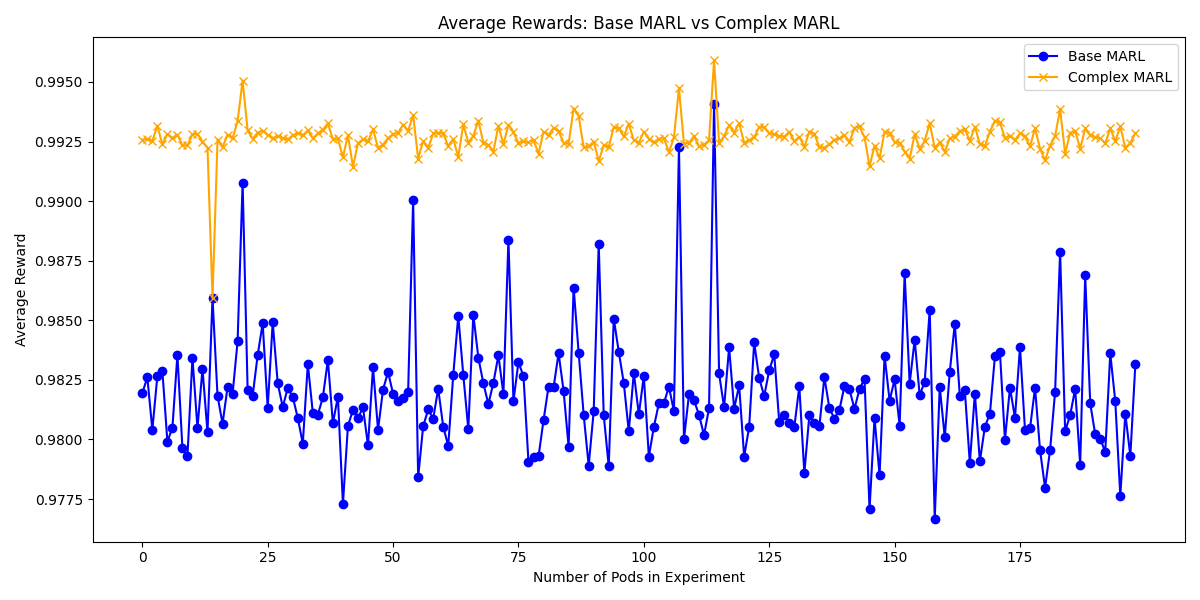 Average Rewards: Base MARL vs Complex MARL
Base MARL
Complex MARL
0.9950
0.9925
0.9900
0.9875
0.9850
0.9825
0.9800
0.9775
Average Reward
0 25 50 75 100 125 150 175
Number of Pods in Experiment